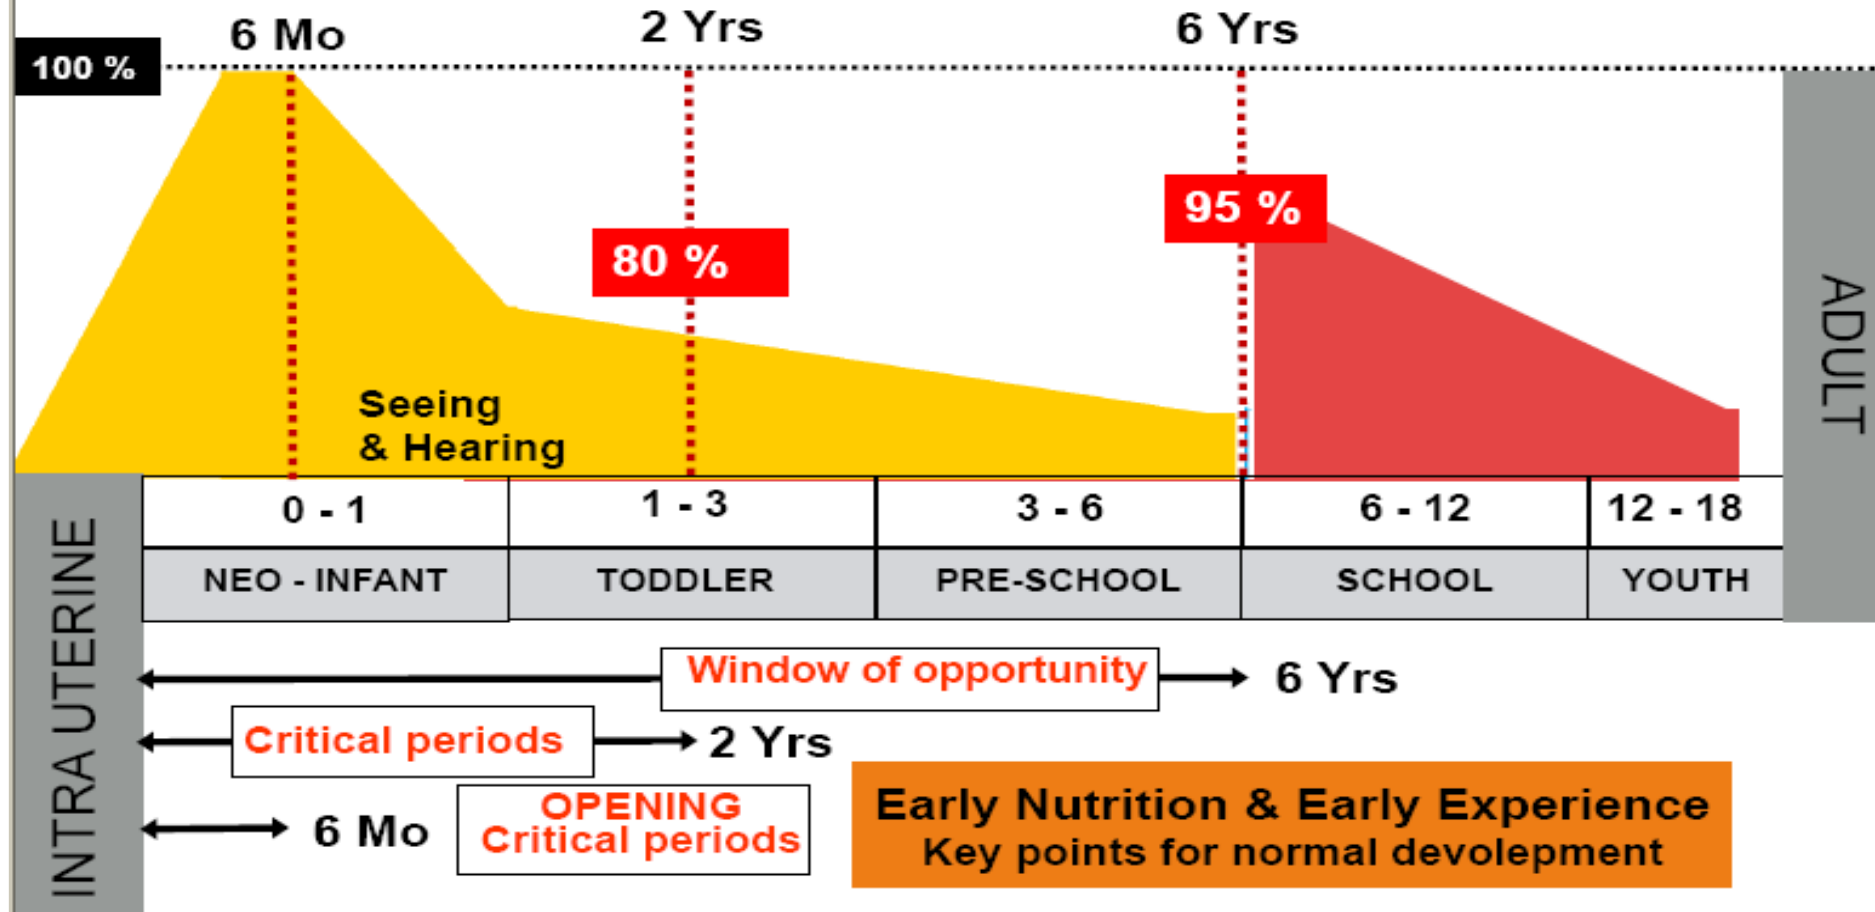 6 Mo
2 Yrs
6 Yrs
100 %
95 %
80 %
Seeing
& Hearing
ADULT
INTRA UTERINE
0 - 1
1 - 3
3 - 6
6 - 12
12 - 18
NEO - INFANT
TODDLER
PRE-SCHOOL
SCHOOL
YOUTH
Window of opportunity
6 Yrs
Critical periods
2 Yrs
6 Mo
OPENING
Critical periods
Early Nutrition & Early Experience
Key points for normal devolepment